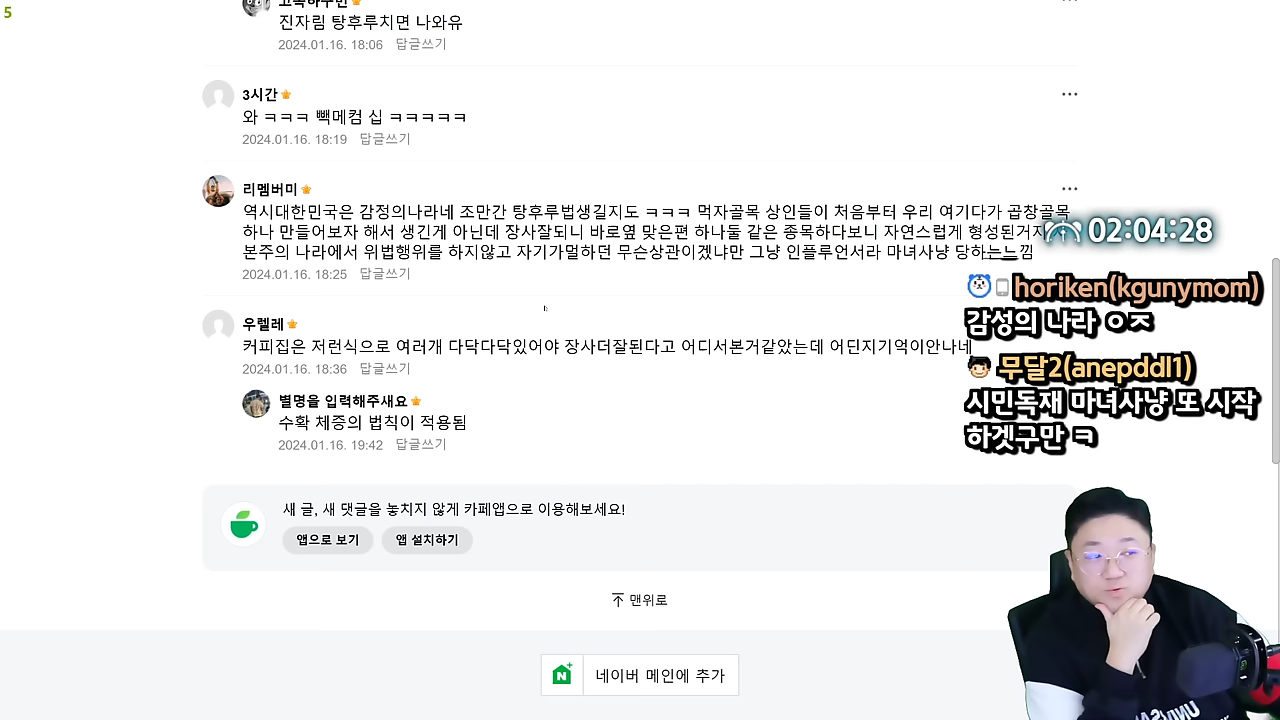 5
진자림 탕후루치면 나와유
2024.01.16. 18:06 답글쓰기
3시간
와 ㅋㅋㅋ 빽메컴 십 ㅋㅋㅋㅋㅋ
2024.01.16. 18:19 답글쓰기
리멤버미
역시대한민국은 감정의나라네 조만간 탕후루법생길지도 ㅋㅋㅋ 먹자골목 상인들이 처음부터 우리 여기다가 곱창골목
하나 만들어보자 해서 생긴게 아닌데 장사잘되니 바로옆 맞은편 하나둘 같은 종목하다보니 자연스럽게 형성된거지
본주의 나라에서 위법행위를 하지않고 자기가멀하던 무슨상관이겠냐만 그냥 인플루언서라 마녀사냥 당하는느낌
2024.01.16. 18:25 답글쓰기
02:04:28
horiken(kgunymom)
감성의 나라 ㅇㅈ
무달2(anepddl1)
시민독재 마녀사냥 또 시작
하겟구만 ㅋ
우렐레
커피집은 저런식으로 여러개 다닥다닥있어야 장사더잘된다고 어디서본거같았는데 어딘지기억이안나네
2024.01.16. 18:36 답글쓰기
별명을 입력해주새요
수확 체증의 법칙이 적용됨
2024.01.16. 19:42 답글쓰기
새 글, 새 댓글을 놓치지 않게 카페앱으로 이용해보세요!
앱으로 보기 앱 설치하기
맨위로
N 네이버 메인에 추가